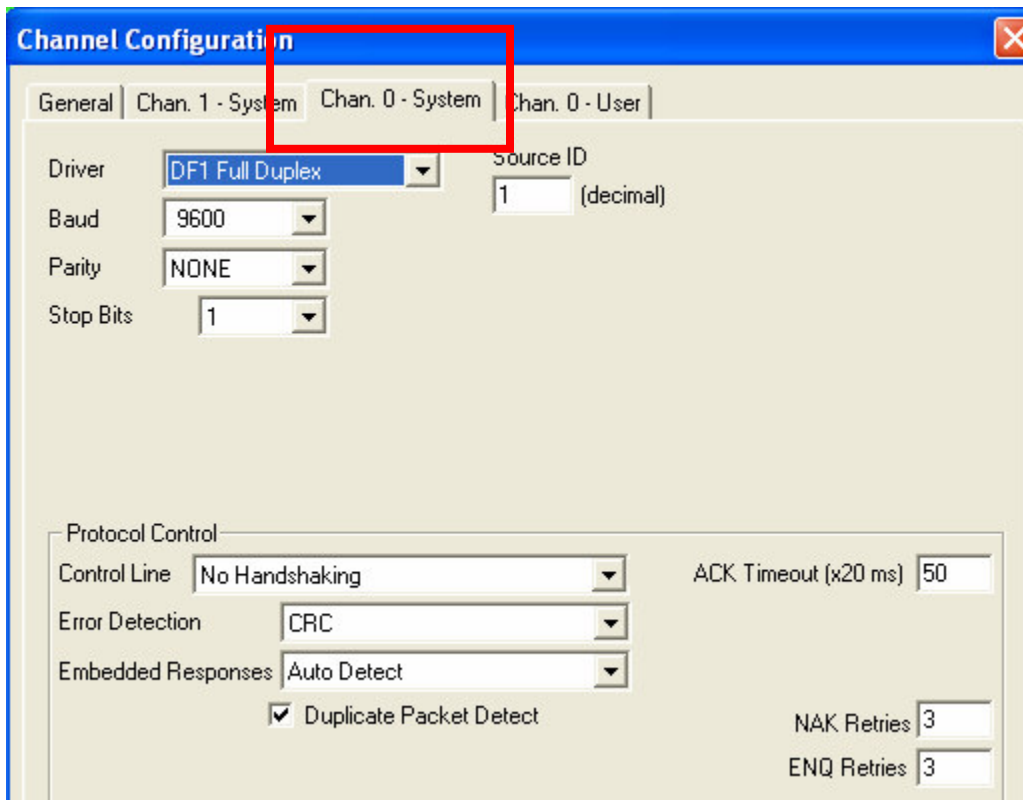 Channel Configuration
General
Chan. 1 - System
Chan. 0 - System
Chan. 0 - User
Driver DF1 Full Duplex
Source ID
1 (decimal)
Baud 9600
Parity NONE
Stop Bits 1
Protocol Control
Control Line No Handshaking
ACK Timeout (x20 ms) 50
Error Detection CRC
Embedded Responses Auto Detect
Duplicate Packet Detect
NAK Retries 3
ENQ Retries 3